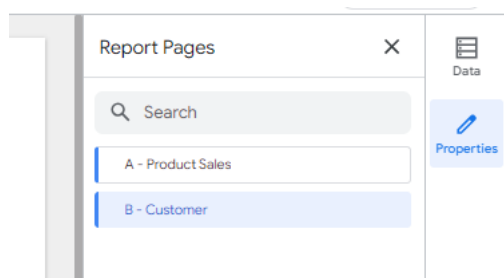 Report Pages
Search
A - Product Sales
B - Customer
Data
Properties